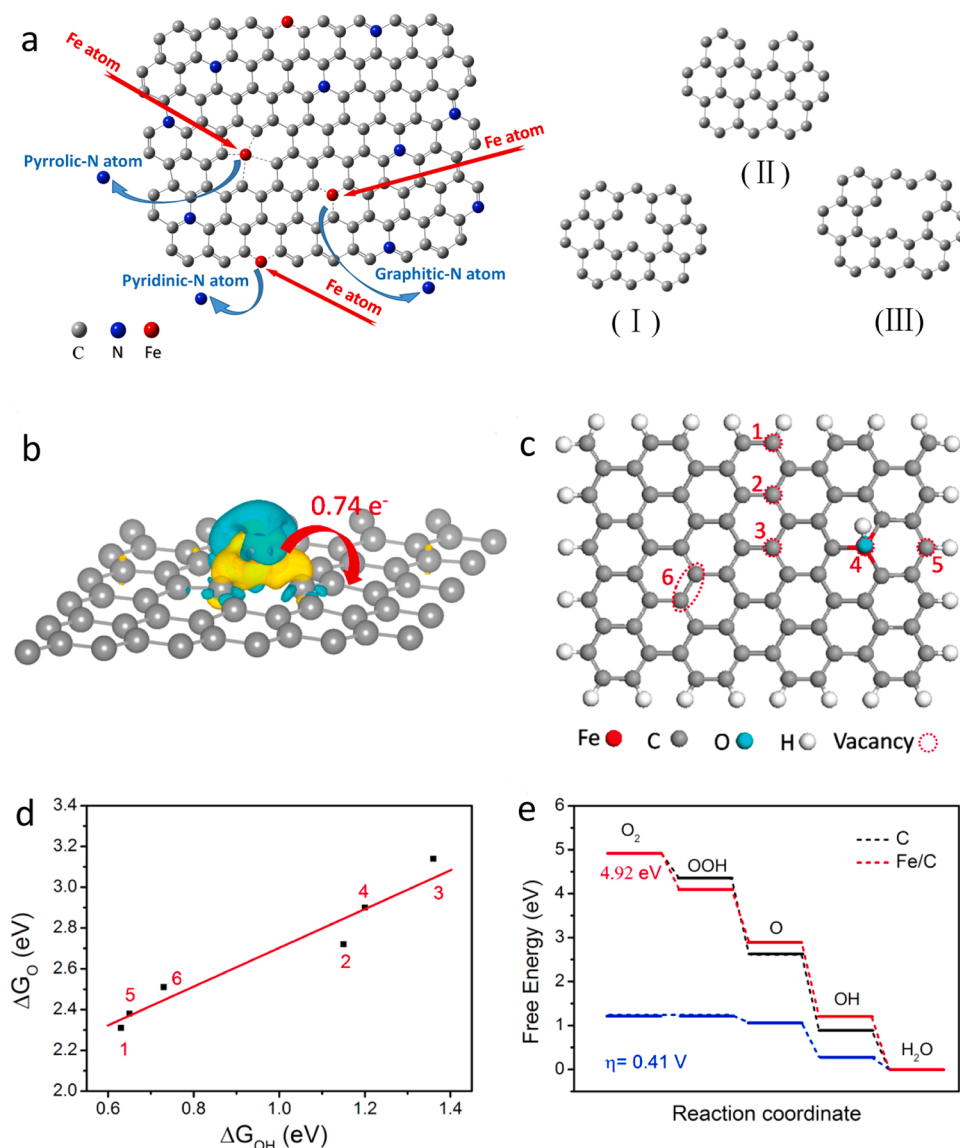 a
Fe atom
Fe atom
Pyrrolic-N atom
Pyridinic-N atom
Fe atom
Graphitic-N atom
C N Fe
(II)
(I)
(III)
b
0.74 e⁻
c
1
2
3
4
5
6
Fe C O H Vacancy
d
3.4
3.2
3.0
2.8
2.6
2.4
2.2
2.0
ΔG_O (eV)
1
5
6
2
4
3
0.6 0.8 1.0 1.2 1.4
ΔG_OH (eV)
e
6
5
4
3
2
1
0
Free Energy (eV)
O₂
4.92 eV
OOH
O
OH
H₂O
C
Fe/C
η= 0.41 V
Reaction coordinate